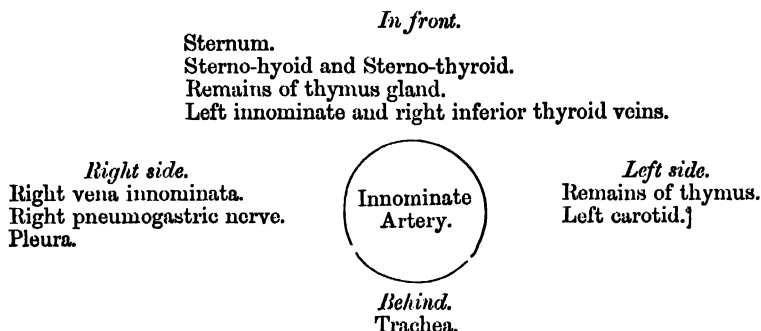 In front.
Sternum.
Sterno-hyoid and Sterno-thyroid.
Remains of thymus gland.
Left innominate and right inferior thyroid veins.
Right side.
Right vena innominata.
Right pneumogastric nerve.
Pleura.
Innominate
Artery.
Left side.
Remains of thymus.
Left carotid.]
Behind.
Trachea.